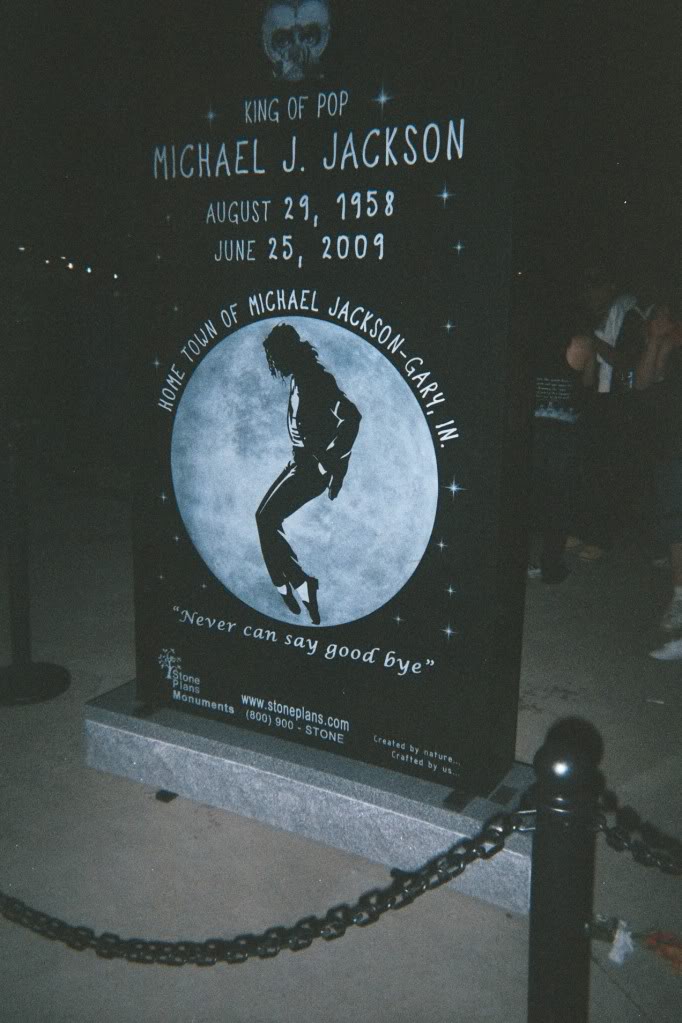 KING OF POP
MICHAEL J. JACKSON
AUGUST 29, 1958
JUNE 25, 2009
HOME TOWN OF MICHAEL JACKSON-GARY, IN.
"Never can say good bye"
Stone
Plans
Monuments
www.stoneplans.com
(800) 900 - STONE
Created by nature...
Crafted by us...